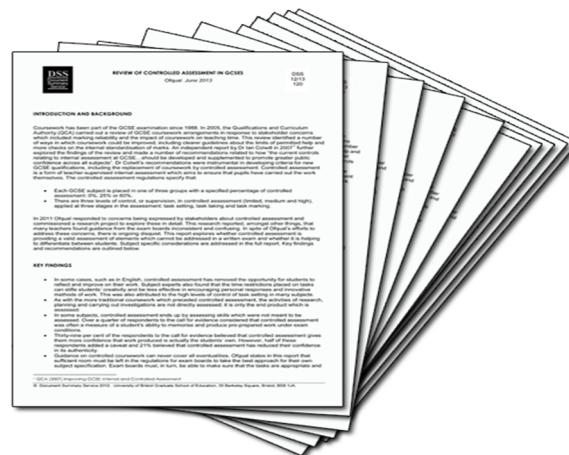 DSS
Document
Summary
Service
REVIEW OF CONTROLLED ASSESSMENT IN GCSES
Ofqual: June 2013
DSS
12/13
120
INTRODUCTION AND BACKGROUND
Coursework has been part of the GCSE examination since 1988. In 2005, the Qualifications and Curriculum
Authority (QCA) carried out a review of GCSE coursework arrangements in response to stakeholder concerns
which included marking reliability and the impact of coursework on teaching time. This review identified a number
of ways in which coursework could be improved, including clearer guidelines about the limits of permitted help and
more checks on the internal standardisation of marks. An independent report by Dr Ian Colwill in 2007¹ further
explored the findings of the review and made a number of recommendations related to how "the current controls
relating to internal assessment at GCSE... should be developed and supplemented to promote greater public
confidence across all subjects". Dr Colwill's recommendations were instrumental in developing criteria for new
GCSE qualifications, including the replacement of coursework by controlled assessment. Controlled assessment
is a form of teacher-supervised internal assessment which aims to ensure that pupils have carried out the work
themselves. The controlled assessment regulations specify that:
• Each GCSE subject is placed in one of three groups with a specified percentage of controlled
assessment: 0%, 25% or 60%.
• There are three levels of control, or supervision, in controlled assessment (limited, medium and high),
applied at three stages in the assessment: task setting, task taking and task marking.
In 2011 Ofqual responded to concerns being expressed by stakeholders about controlled assessment and
commissioned a research project to explore these in detail. This research reported, amongst other things, that
many teachers found guidance from the exam boards inconsistent and confusing. In spite of Ofqual's efforts to
address these concerns, there is ongoing disquiet. This report explores whether controlled assessment is
providing a valid assessment of elements which cannot be addressed in a written exam and whether it is helping
to differentiate between students. Subject specific considerations are addressed in the full report. Key findings
and recommendations are outlined below.
KEY FINDINGS
• In some cases, such as in English, controlled assessment has removed the opportunity for students to
reflect and improve on their work. Subject experts also found that the time restrictions placed on tasks
can stifle students' creativity and be less effective in encouraging personal responses and innovative
methods of work. This was also attributed to the high levels of control of task setting in many subjects.
• As with the more traditional coursework which preceded controlled assessment, the activities of research,
planning and carrying out investigations are not directly assessed: it is only the end product which is
assessed.
• In some subjects, controlled assessment ends up by assessing skills which were not meant to be
assessed. Over a quarter of respondents to the call for evidence considered that controlled assessment
was often a measure of a student's ability to memorise and produce pre-prepared work under exam
conditions.
• Thirty-nine per cent of the respondents to the call for evidence believed that controlled assessment gives
them more confidence that work produced is actually the students' own. However, half of these
respondents added a caveat and 21% believed that controlled assessment has reduced their confidence
in its authenticity.
• Guidance on controlled coursework can never cover all eventualities. Ofqual states in this report that
sufficient room must be left in the regulations for exam boards to take the best approach for their own
subject specification. Exam boards must, in turn, be able to make sure that the tasks are appropriate and
¹ QCA (2007) Improving GCSE: Internal and Controlled Assessment
© Document Summary Service 2013. University of Bristol Graduate School of Education, 35 Berkeley Square, Bristol, BS8 1JA.